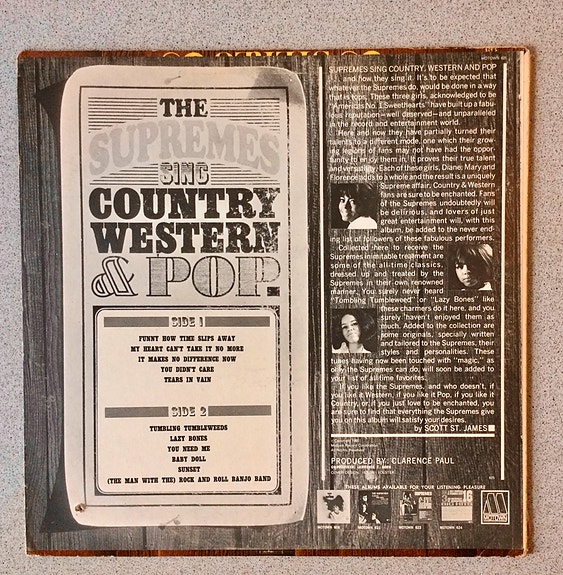 THE
SUPREMES
SING
COUNTRY
WESTERN
& POP.
SIDE 1
FUNNY HOW TIME SLIPS AWAY
MY HEART CAN'T TAKE IT NO MORE
IT MAKES NO DIFFERENCE NOW
YOU DIDN'T CARE
TEARS IN VAIN
SIDE 2
TUMBLING TUMBLEWEEDS
LAZY BONES
YOU NEED ME
BABY DOLL
SUNSET
(THE MAN WITH THE) ROCK AND ROLL BANJO BAND
SUPREMES SING COUNTRY, WESTERN AND POP
and how they sing it. It's to be expected that
whatever the Supremes do, would be done in a way
that is tops. These three girls, acknowledged to be
"America's No. 1 Sweethearts" have built up a fabu-
lous reputation—well deserved—and unparalleled
in the record and entertainment world.
Here and now they have partially turned their
talents to a different mode, one which their grow-
ing legions of fans may not have had the oppor-
tunity to enjoy them in. It proves their true talent
and versatility. Each of these girls, Diane, Mary and
Florence adds to a whole and the result is a uniquely
Supreme affair. Country & Western
fans are sure to be enchanted. Fans
of the Supremes undoubtedly will
be delirious, and lovers of just
great entertainment will, with this
album, be added to the never end-
ing list of followers of these fabulous performers.
Collected here to receive the
Supremes inimitable treatment are
some of the all-time classics,
dressed up and treated by the
Supremes in their own renowned
manner. You surely never heard
"Tombling Tumbleweed" or "Lazy Bones" like
these charmers do it here, and you
surely haven't enjoyed them as
much. Added to the collection are
some originals, specially written
and tailored to the Supremes, their
styles and personalities. These
tunes having now been touched with "magic," as
only the Supremes can do, will soon be added to
your list of all-time favorites.
If you like the Supremes, and who doesn't, if
you like it Western, if you like it Pop, if you like it
Country, or if you just love to be enchanted, you
are sure to find that everything the Supremes give
you on this album will satisfy your desires.
by SCOTT ST. JAMES
PRODUCED BY: CLARENCE PAUL
THESE ALBUMS AVAILABLE FOR YOUR LISTENING PLEASURE
16
MOTOWN 623
MOTOWN 624
M
MOTOWN